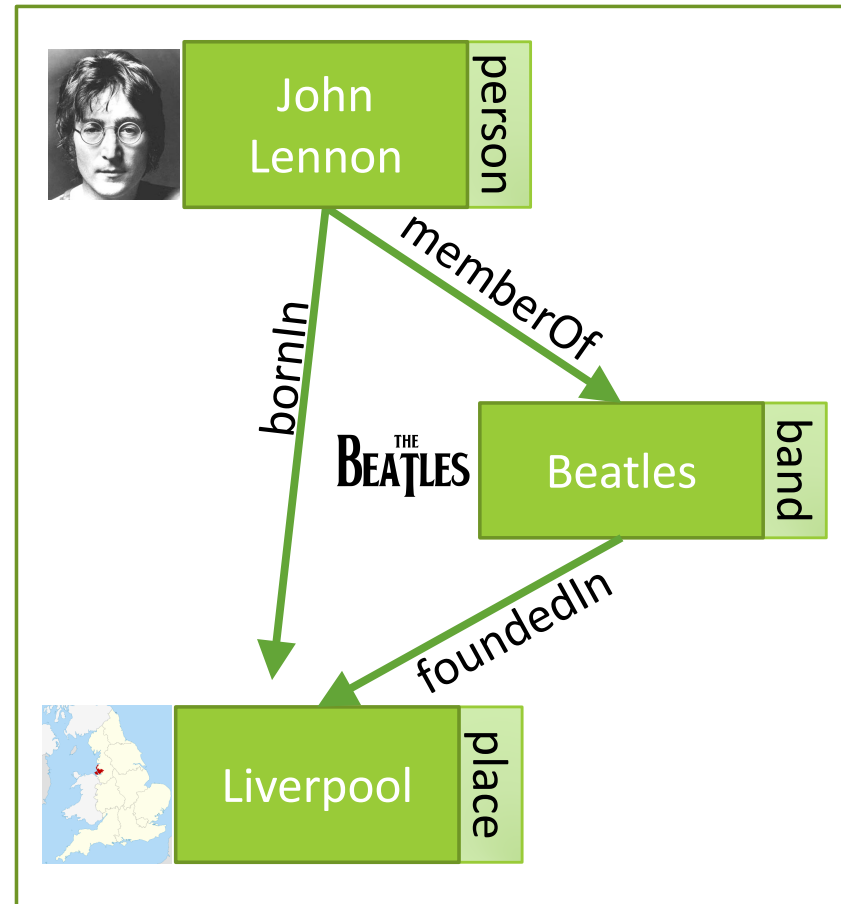 John
Lennon
person
memberOf
bornIn
THE
BEATLES
Beatles
band
foundedIn
Liverpool
place